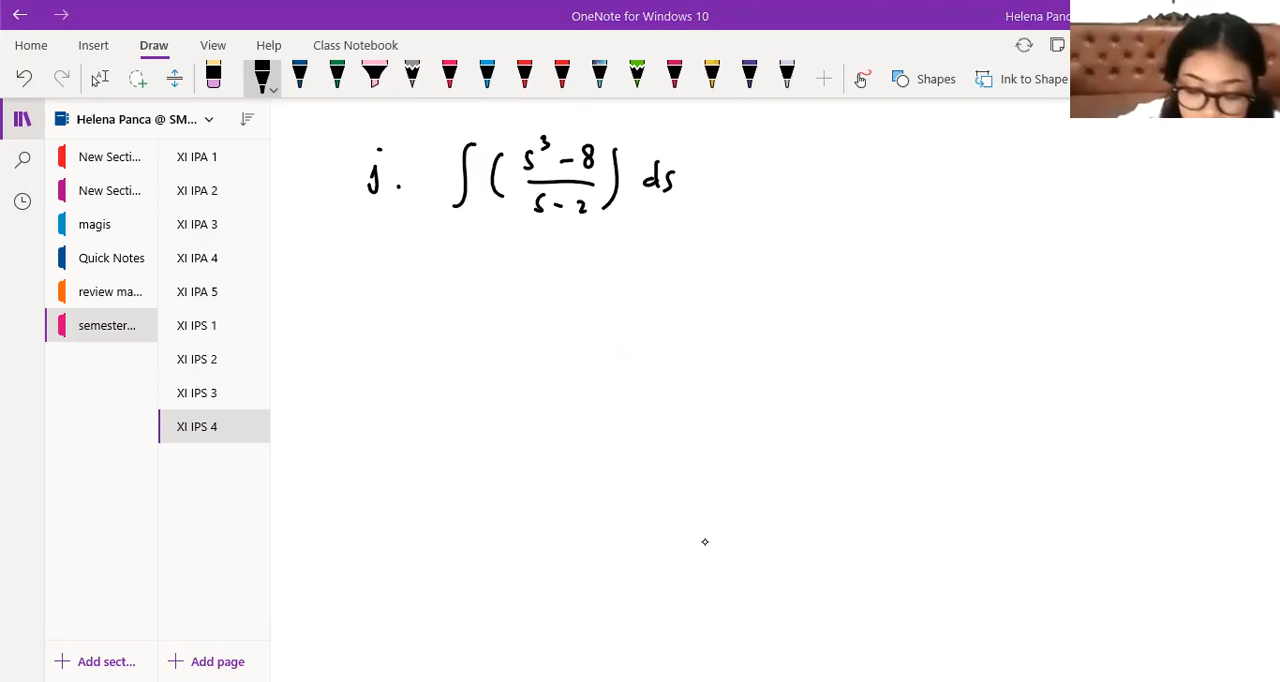 OneNote for Windows 10
Helena Panc
Home Insert Draw View Help Class Notebook
Shapes Ink to Shape
Helena Panca @ SM...
New Secti... XI IPA 1
New Secti... XI IPA 2
magis XI IPA 3
Quick Notes XI IPA 4
review ma... XI IPA 5
semester... XI IPS 1
XI IPS 2
XI IPS 3
XI IPS 4
j. ∫ ( (s³ - 8)/(s - 2) ) ds
Add sect... Add page